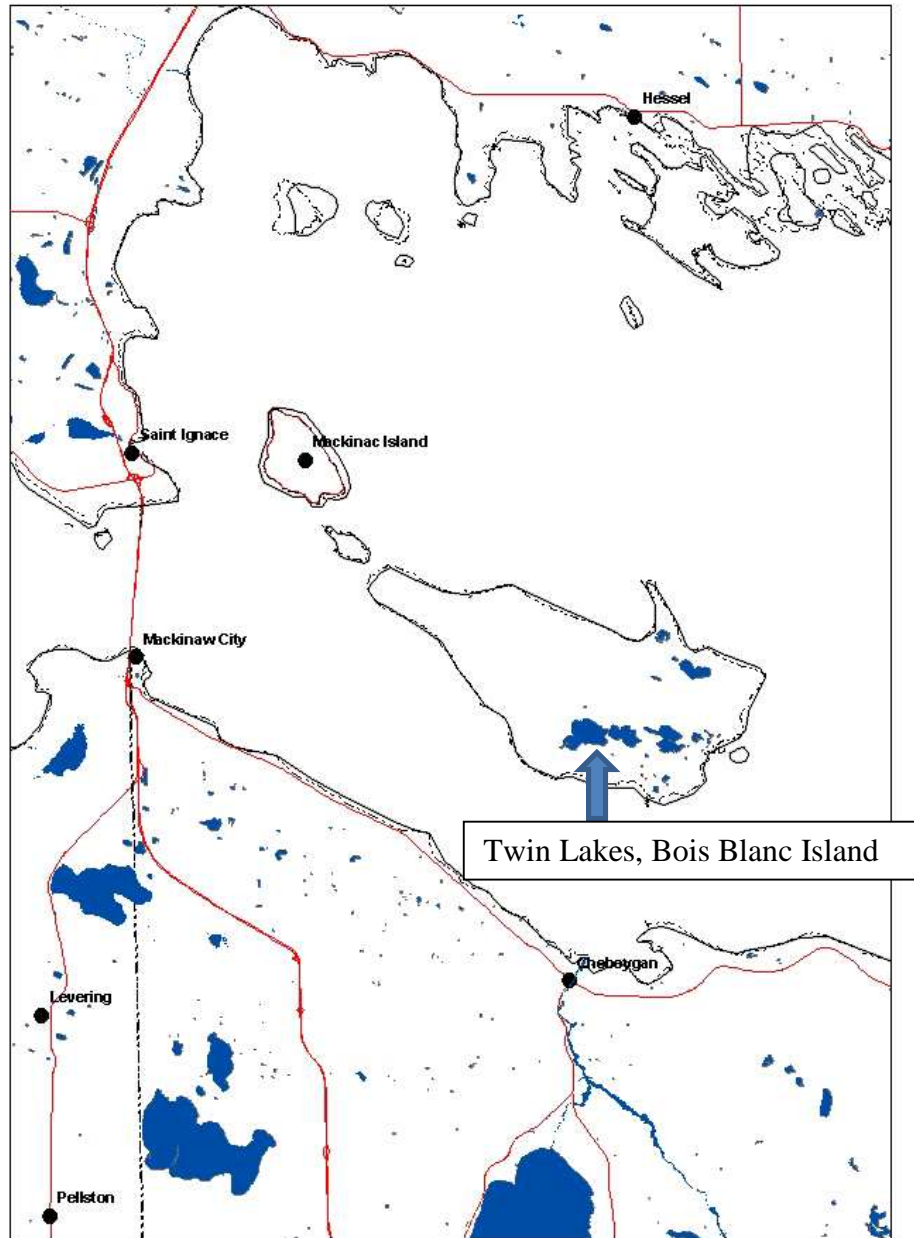 Hessel
Saint Ignace
Mackinac Island
Mackinaw City
Twin Lakes, Bois Blanc Island
Cheboygan
Levering
Pellston